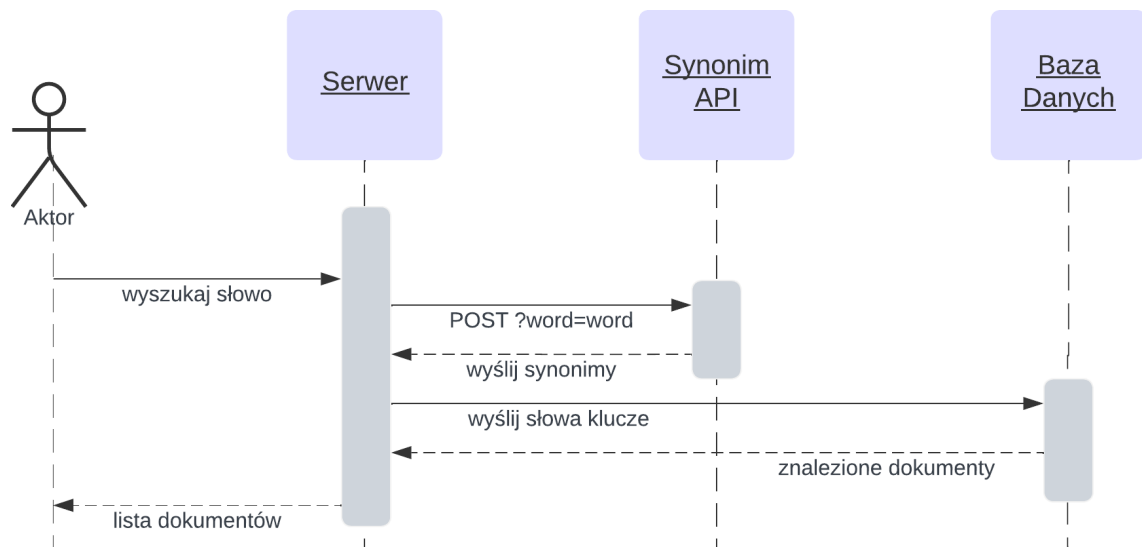 Serwer
Synonim
API
Baza
Danych
Aktor
wyszukaj słowo
POST ?word=word
wyślij synonimy
wyślij słowa klucze
znalezione dokumenty
lista dokumentów